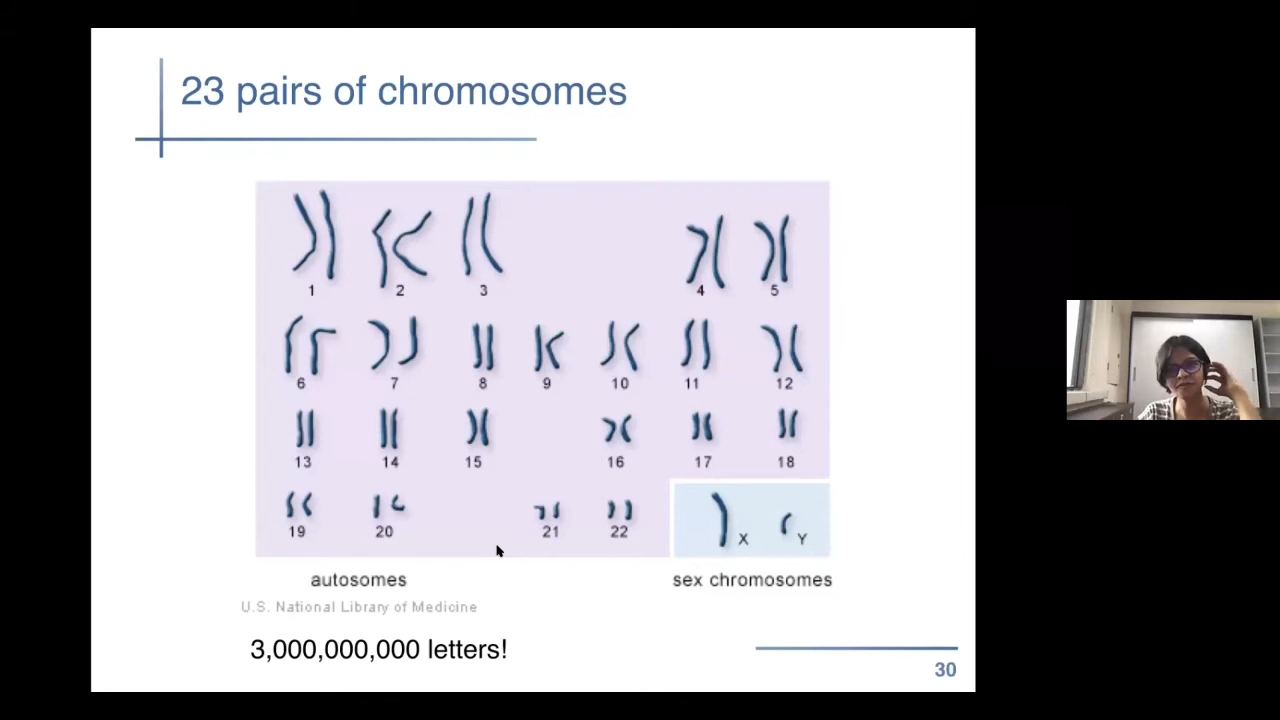 23 pairs of chromosomes
1 2 3 4 5
6 7 8 9 10 11 12
13 14 15 16 17 18
19 20 21 22 X Y
autosomes sex chromosomes
U.S. National Library of Medicine
3,000,000,000 letters!
30